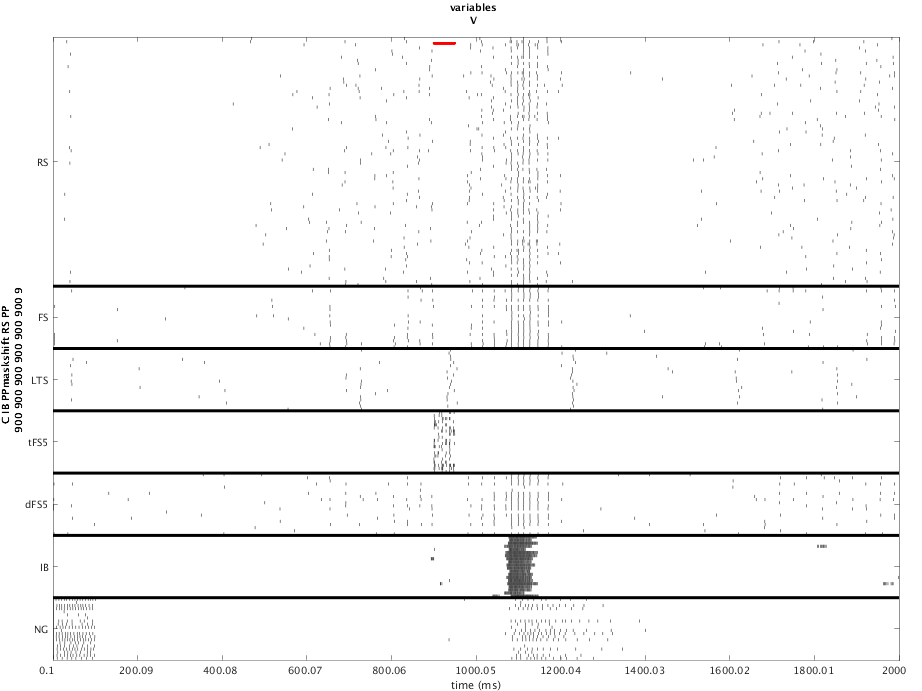 variables
V
C IB PPmaskshift RS PP
900 900 900 900 900 900 900 9
RS
FS
LTS
tFS5
dFS5
IB
NG
0.1 200.09 400.08 600.07 800.06 1000.05 1200.04 1400.03 1600.02 1800.01 2000
time (ms)